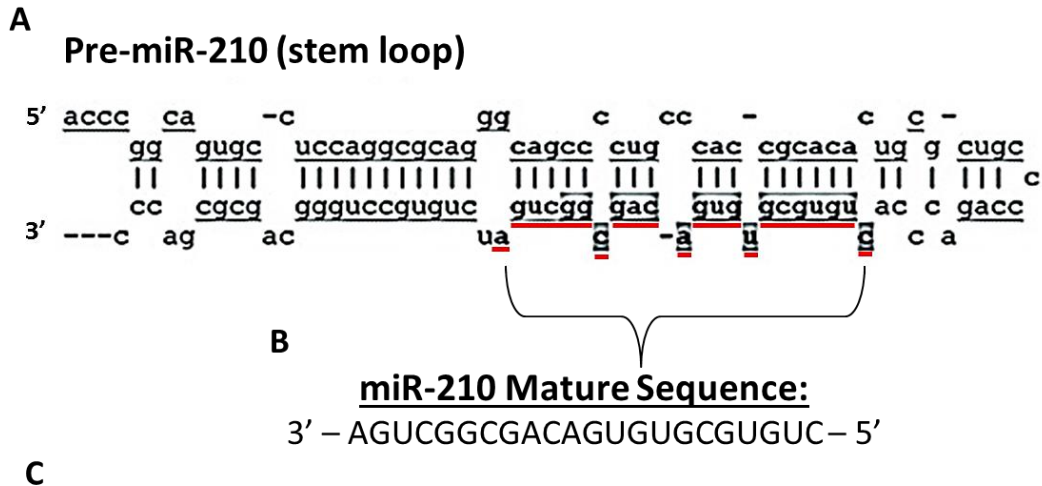 A
Pre-miR-210 (stem loop)
5’ accc ca -c gg c cc - c c -
gg gugc uccaggcgcag cagcc cug cac cgcaca ug g cugc
c
cc cgcg ggguccguguc gucgg gac gug gcgugu ac c gacc
3’ ---c ag ac ua c -a u c c a
B
miR-210 Mature Sequence:
3’ – AGUCGGCGACAGUGUGCGUGUC – 5’
C